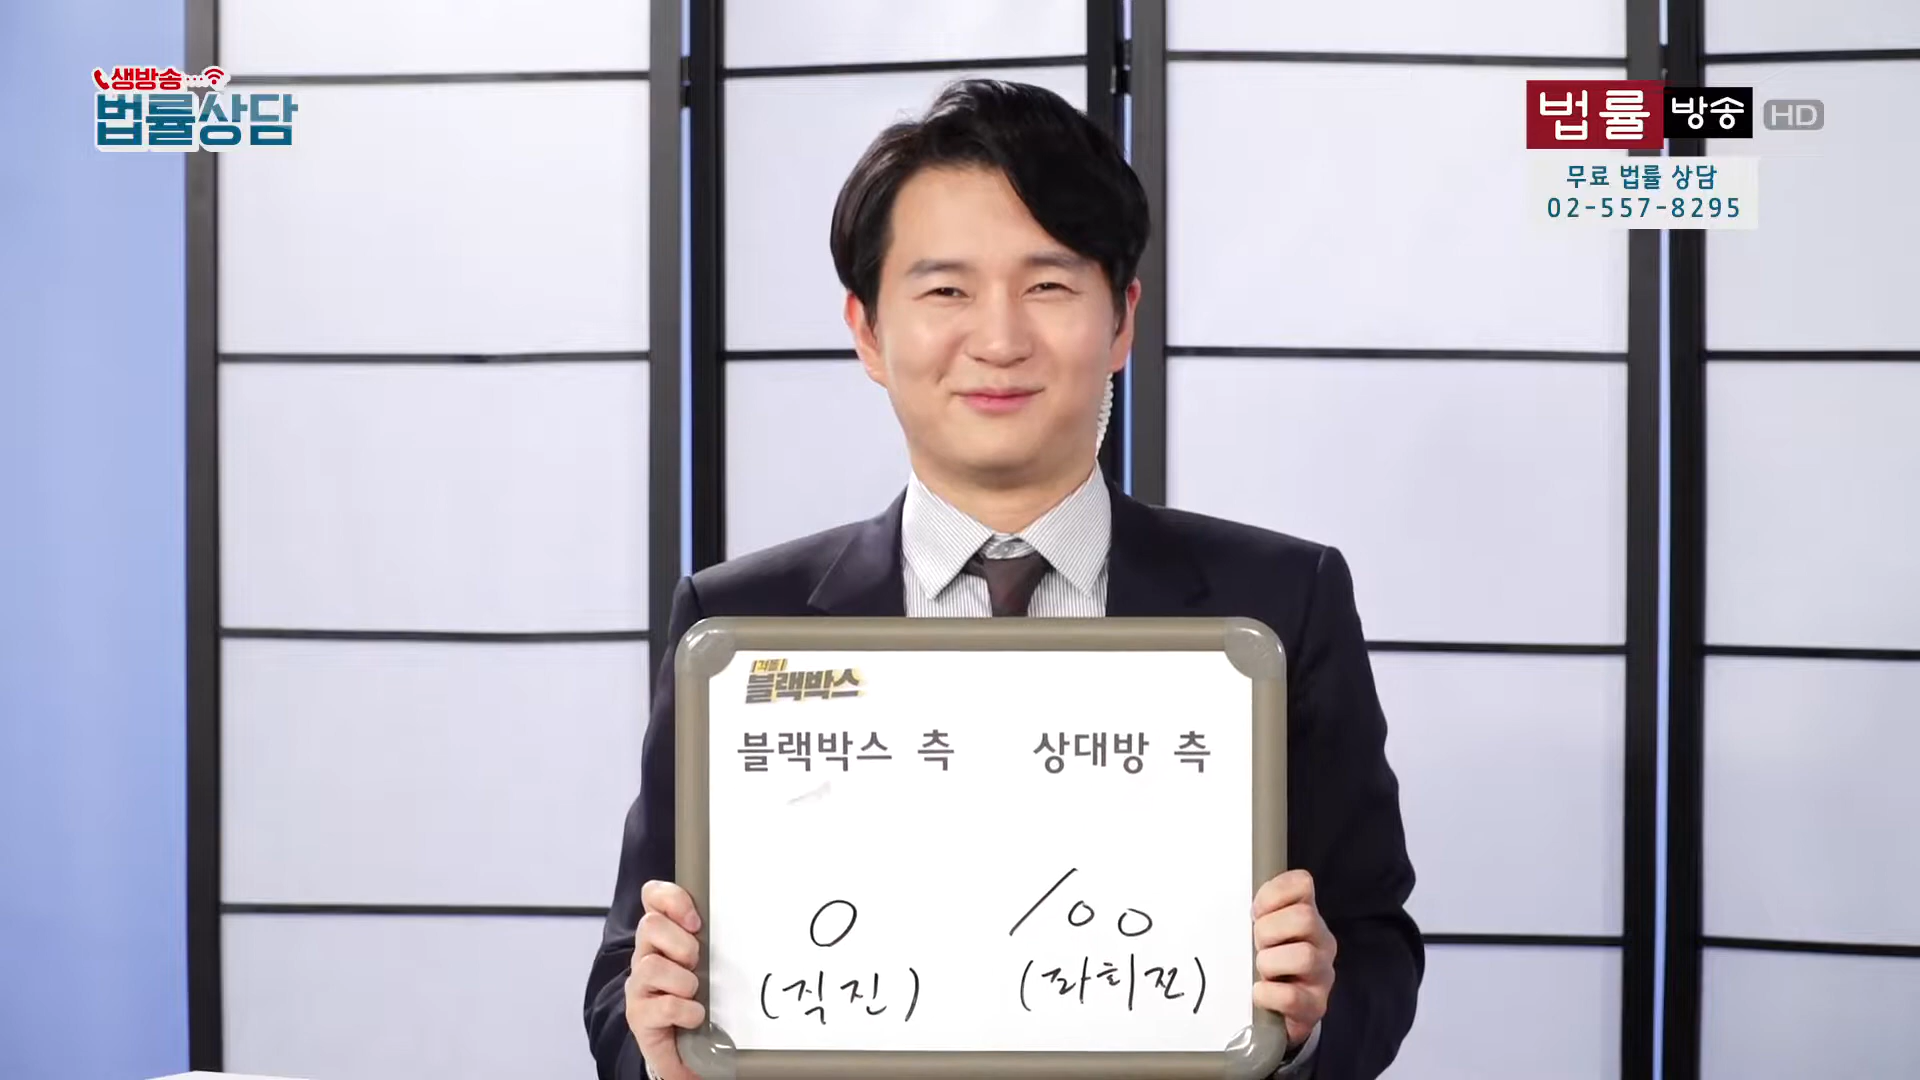 생방송
법률상담
법률방송 HD
무료 법률 상담
02-557-8295
블랙박스
블랙박스 측 상대방 측
0 100
(직진) (좌회전)